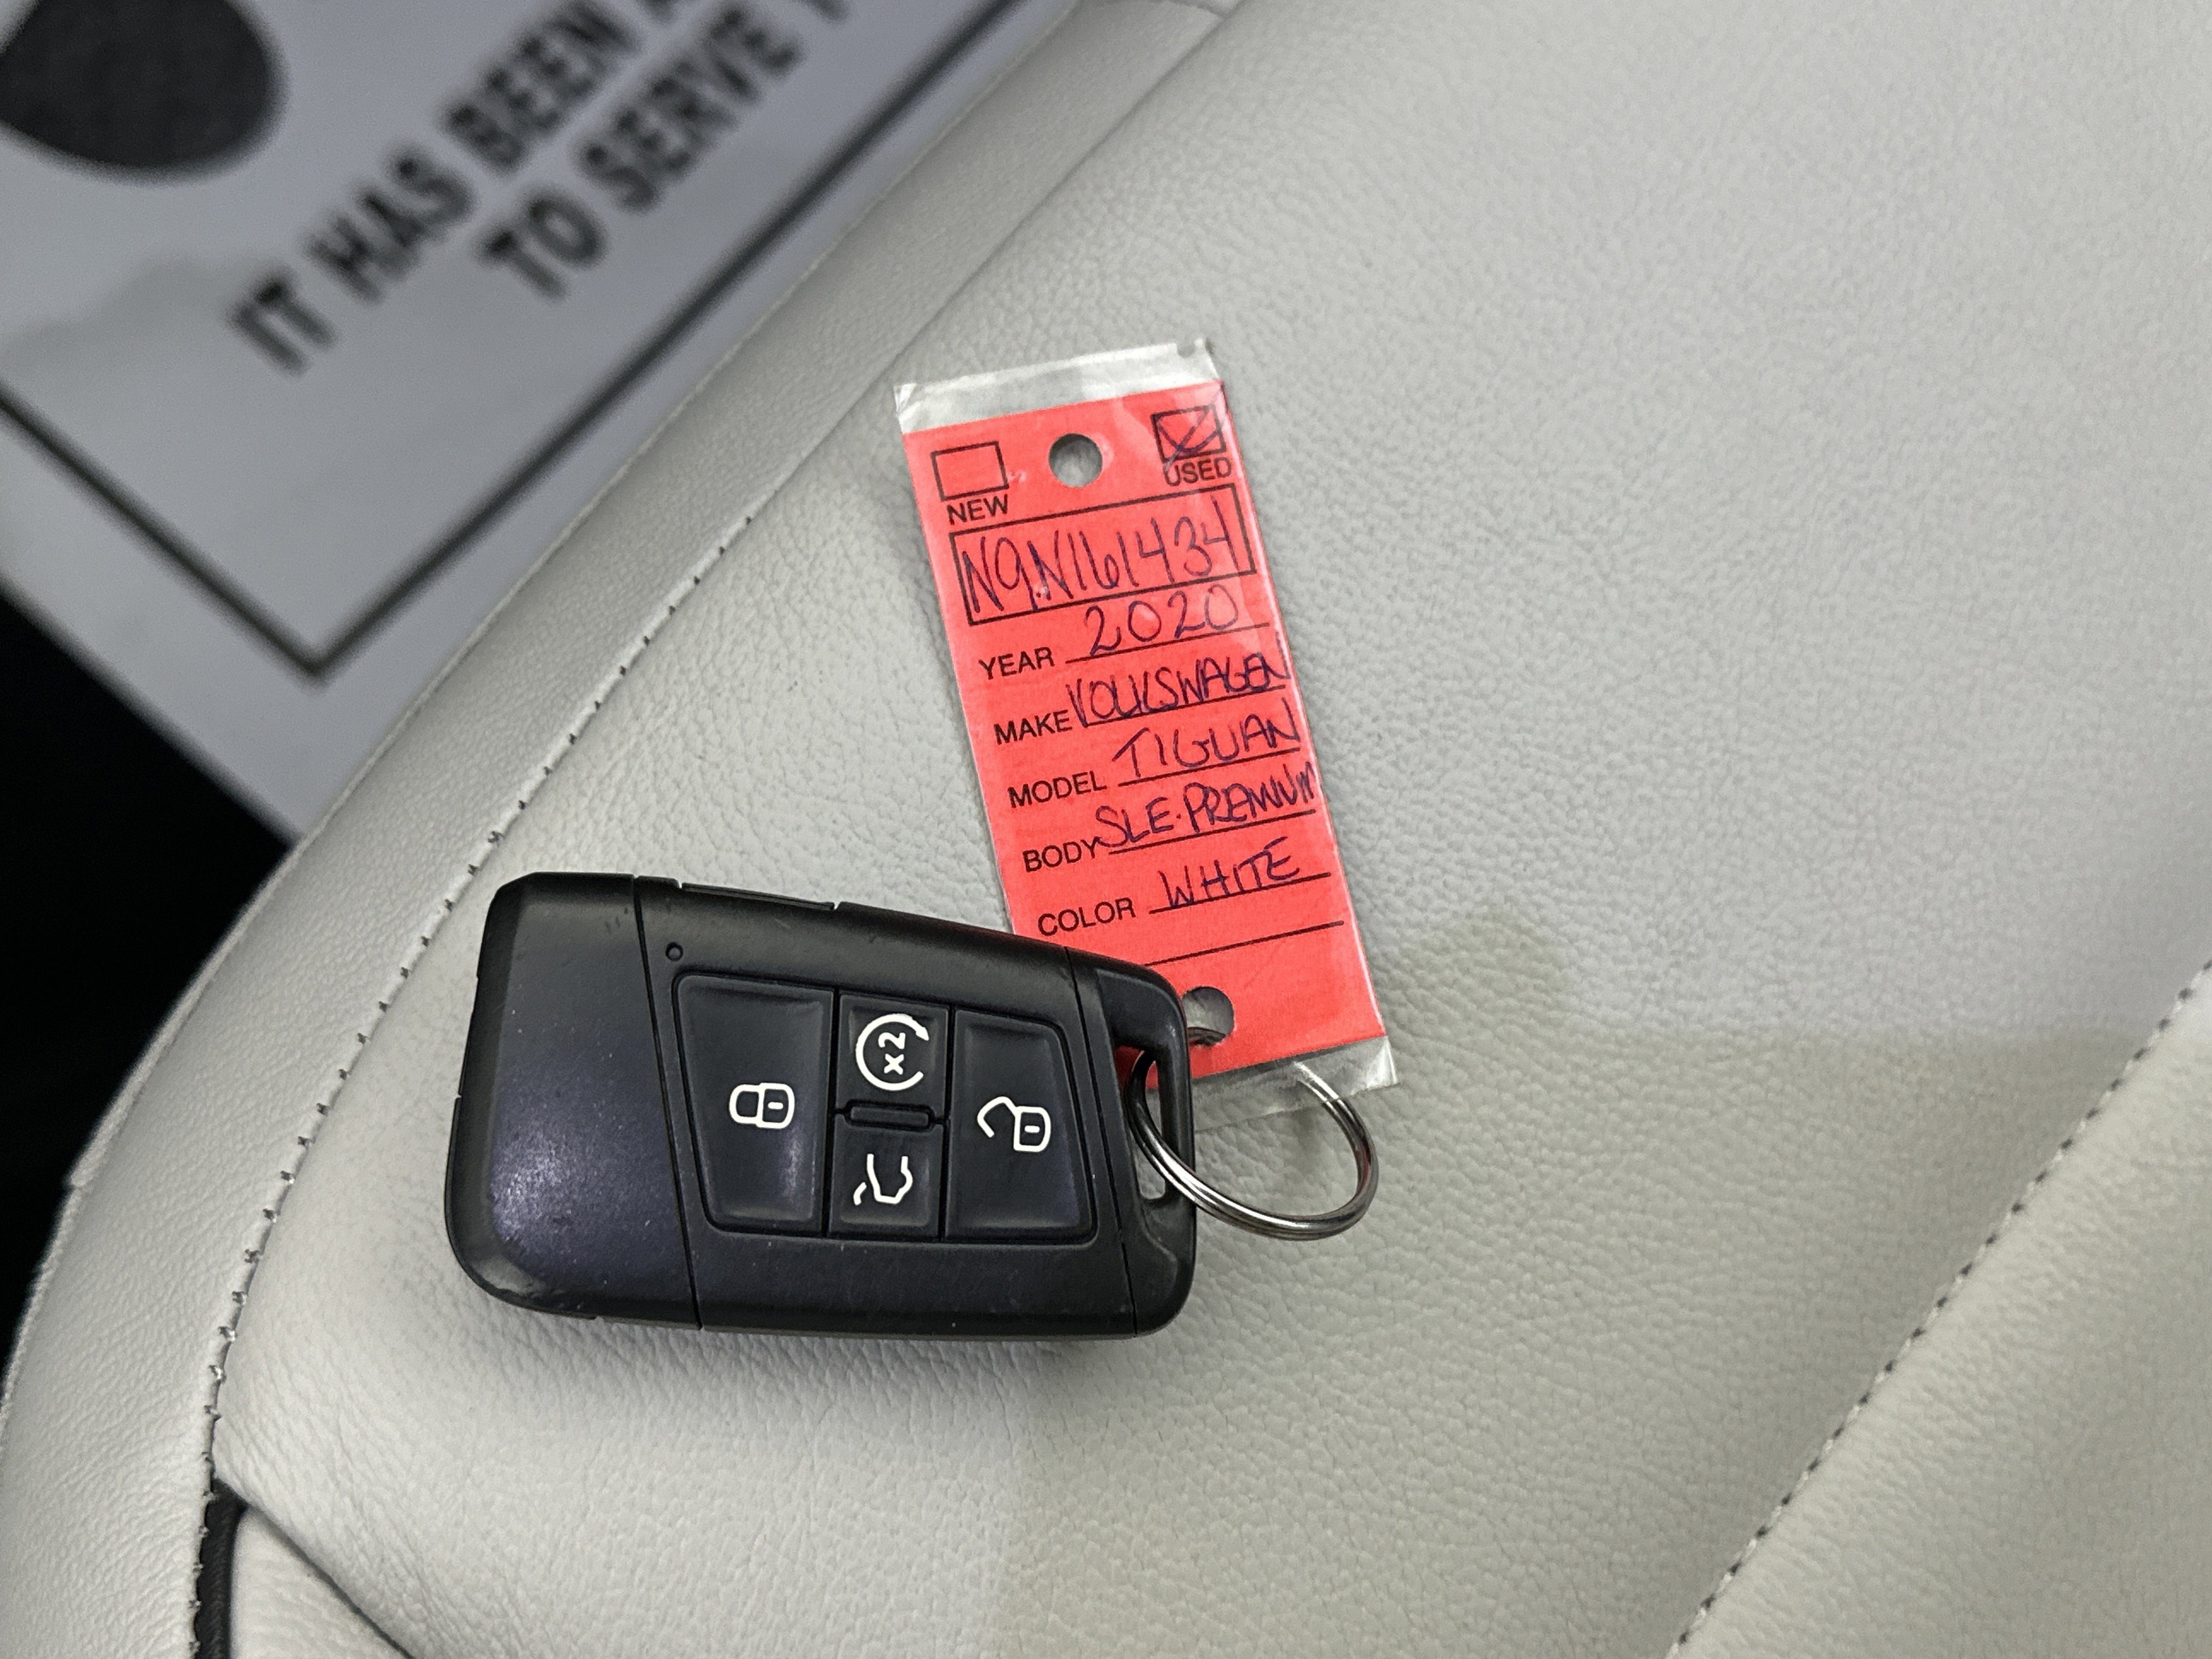 IT HAS BEEN
TO SERVE
NEW
USED
N9N161434
YEAR 2020
MAKE VOLKSWAGEN
MODEL TIGUAN
BODY SLE-PREMIUM
COLOR WHITE
x2